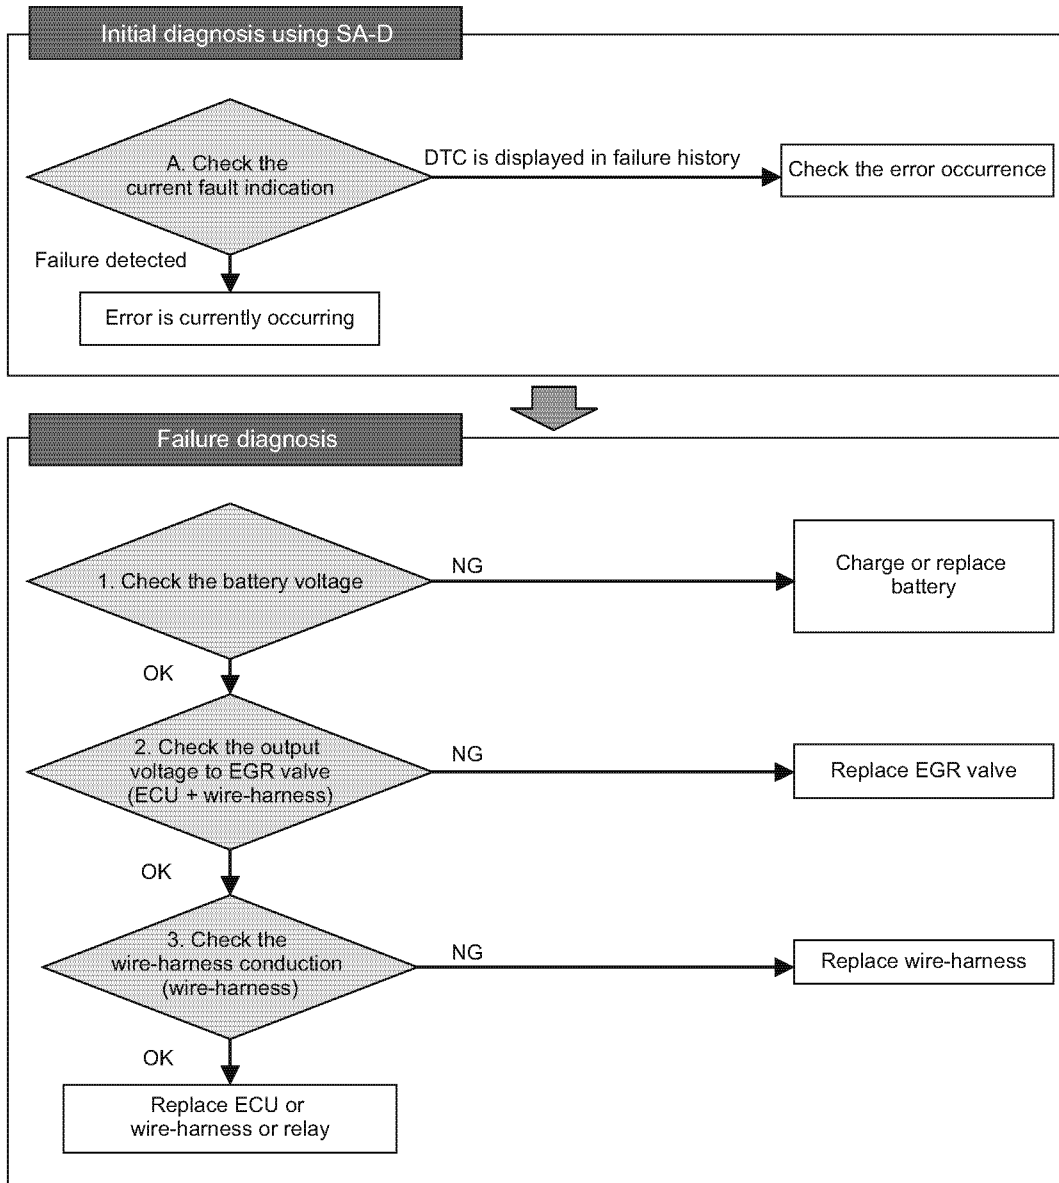 Initial diagnosis using SA-D
A. Check the
current fault indication
DTC is displayed in failure history
Check the error occurrence
Failure detected
Error is currently occurring
Failure diagnosis
1. Check the battery voltage
NG
Charge or replace
battery
OK
2. Check the output
voltage to EGR valve
(ECU + wire-harness)
NG
Replace EGR valve
OK
3. Check the
wire-harness conduction
(wire-harness)
NG
Replace wire-harness
OK
Replace ECU or
wire-harness or relay